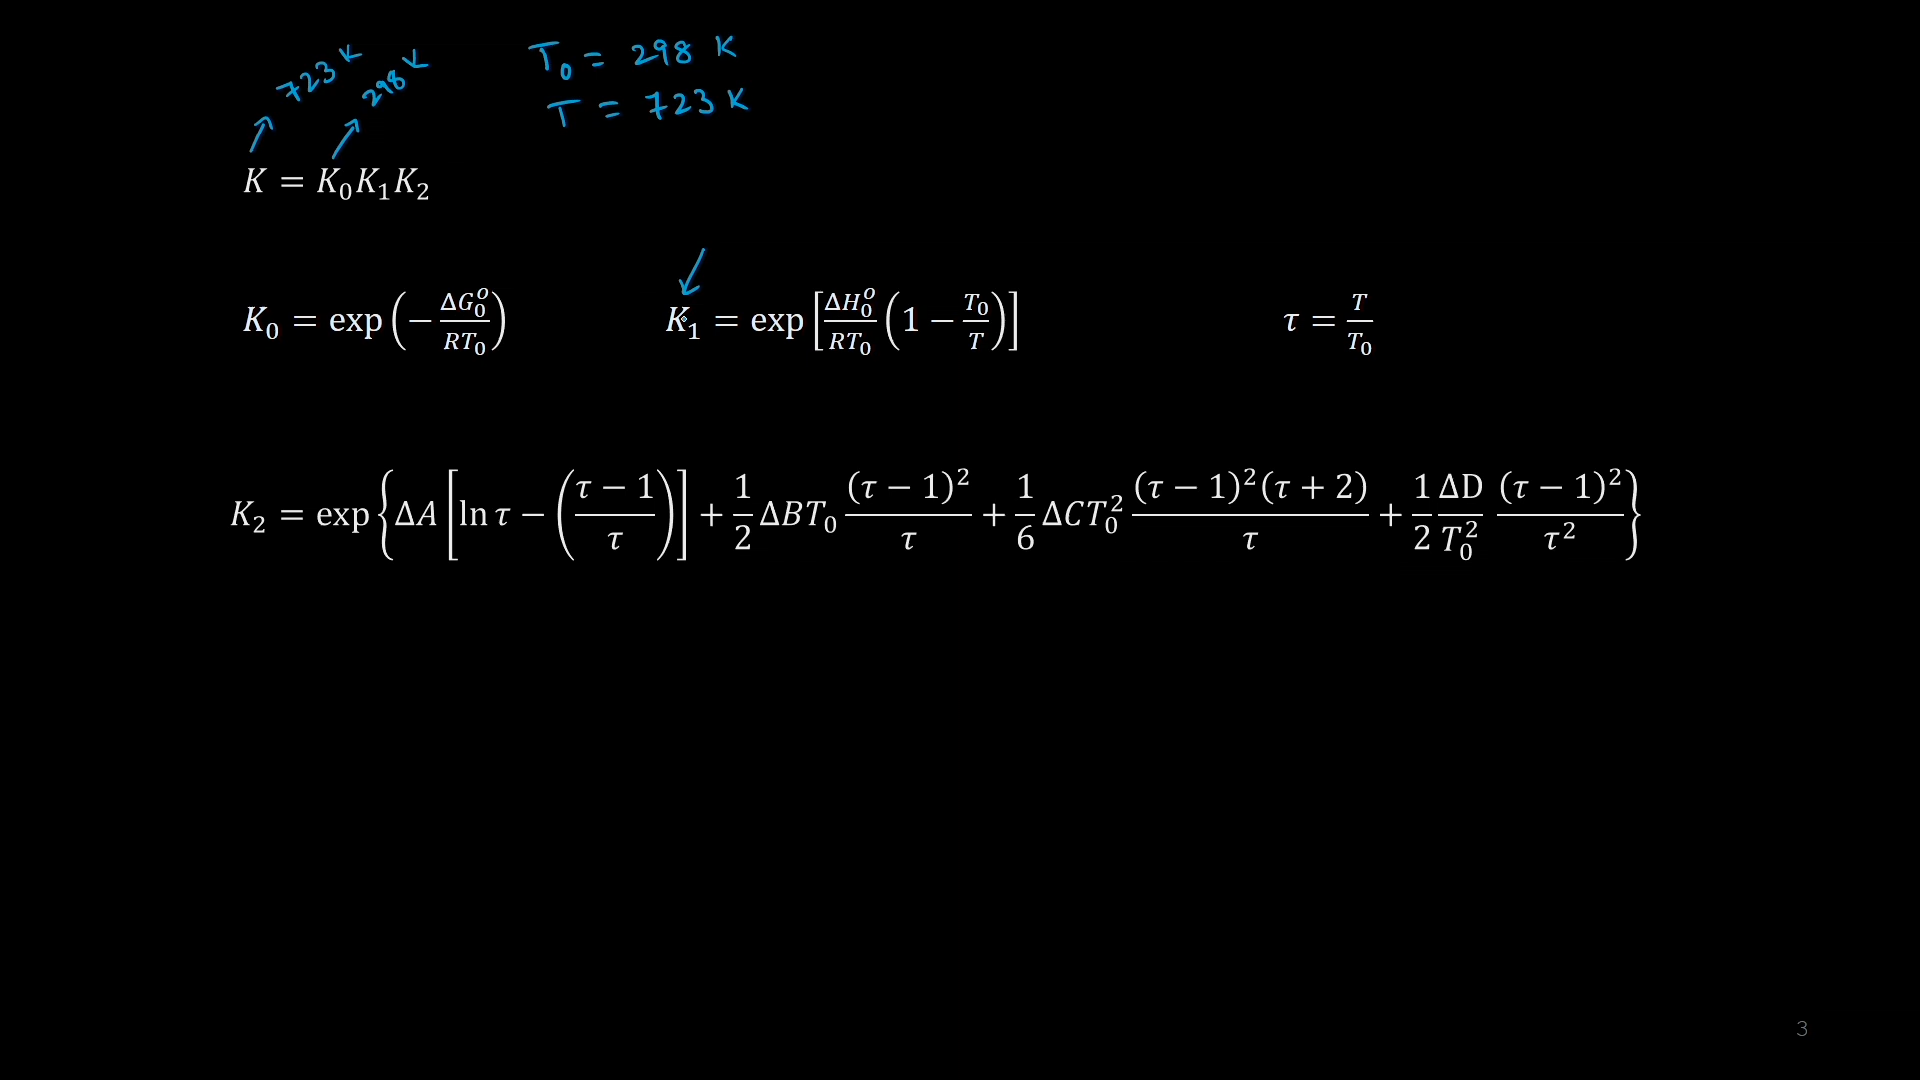 723 K 298 K
T₀ = 298 K
T = 723 K
K = K₀K₁K₂
K₀ = exp(−ΔG₀ᵒ/RT₀) K₁ = exp[ΔH₀ᵒ/RT₀ (1 − T₀/T)] τ = T/T₀
K₂ = exp{ΔA[ln τ − ((τ − 1)/τ)] + 1/2 ΔBT₀ (τ − 1)²/τ + 1/6 ΔCT₀² (τ − 1)²(τ + 2)/τ + 1/2 ΔD/T₀² (τ − 1)²/τ²}
3